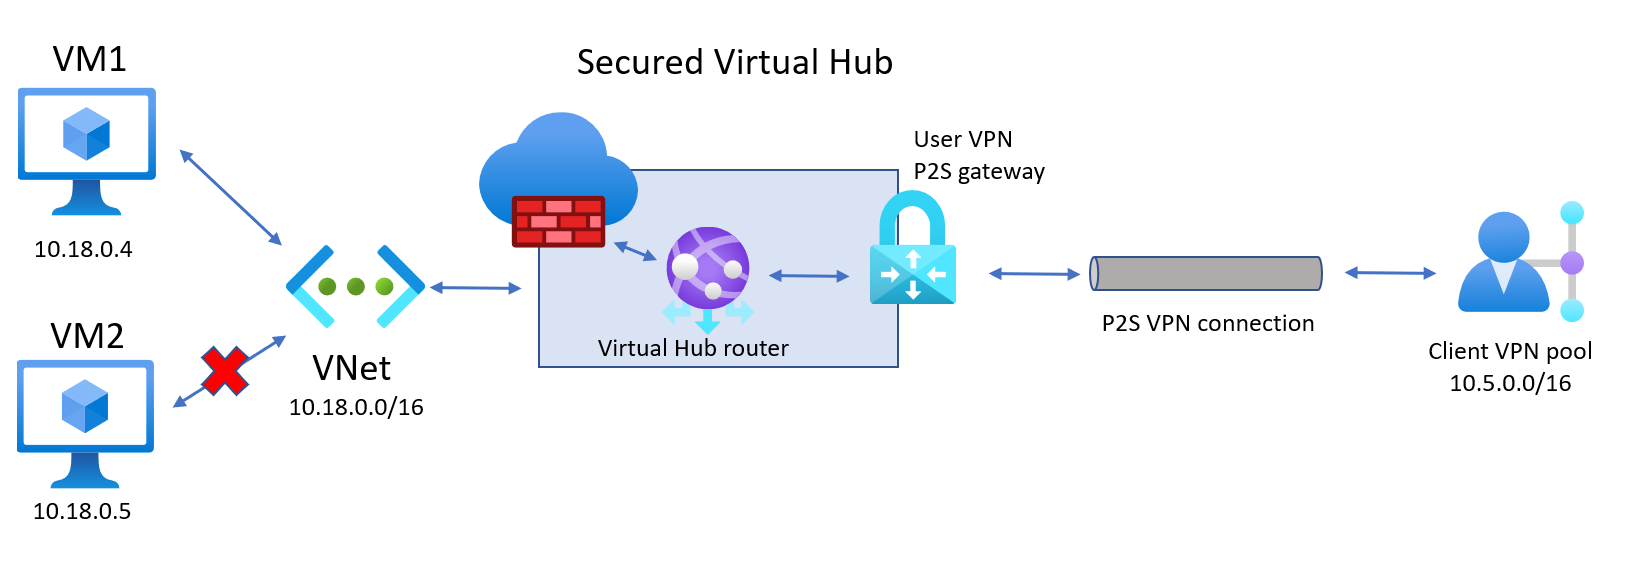 VM1
10.18.0.4
VM2
10.18.0.5
VNet
10.18.0.0/16
Secured Virtual Hub
Virtual Hub router
User VPN
P2S gateway
P2S VPN connection
Client VPN pool
10.5.0.0/16